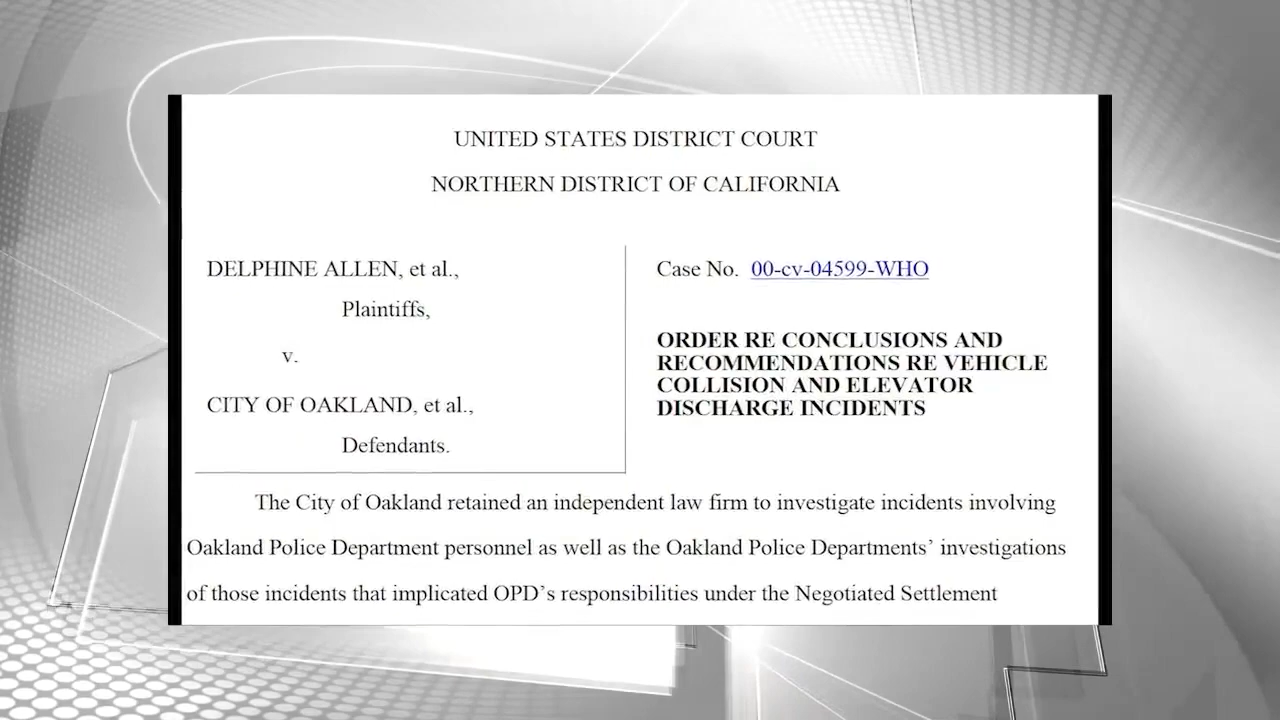 UNITED STATES DISTRICT COURT
NORTHERN DISTRICT OF CALIFORNIA
DELPHINE ALLEN, et al.,
Plaintiffs,
v.
CITY OF OAKLAND, et al.,
Defendants.
Case No. 00-cv-04599-WHO
ORDER RE CONCLUSIONS AND
RECOMMENDATIONS RE VEHICLE
COLLISION AND ELEVATOR
DISCHARGE INCIDENTS
The City of Oakland retained an independent law firm to investigate incidents involving
Oakland Police Department personnel as well as the Oakland Police Departments’ investigations
of those incidents that implicated OPD’s responsibilities under the Negotiated Settlement